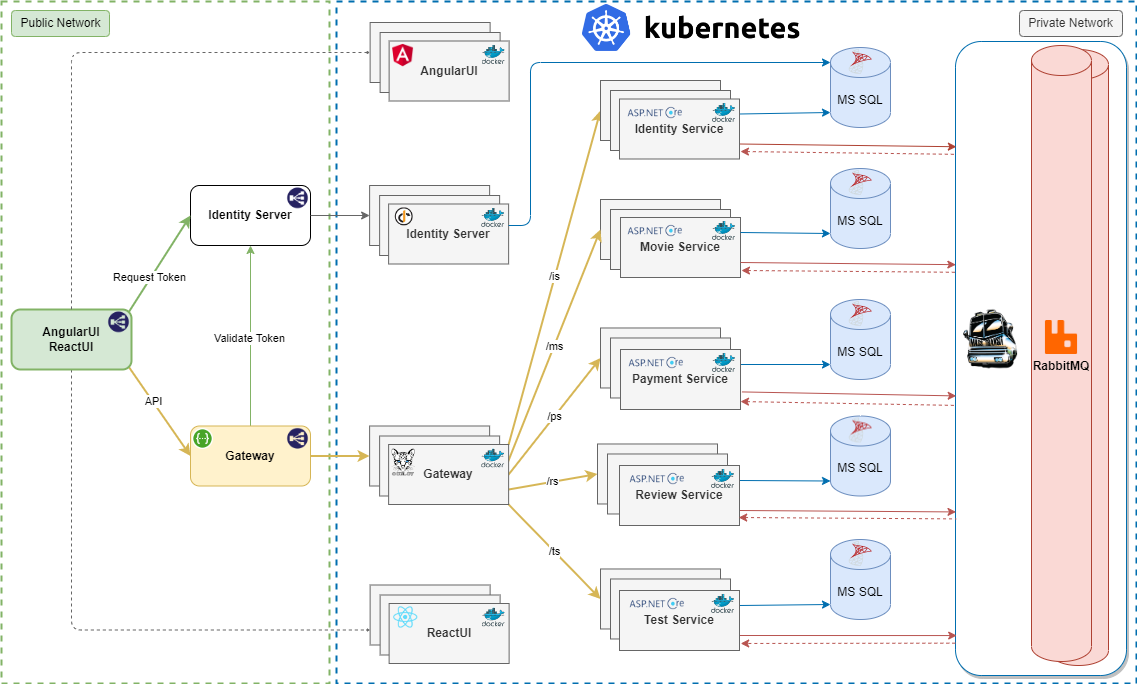 Public Network
kubernetes
Private Network
docker
AngularUI
MS SQL
ASP.NET Core
docker
Identity Service
Identity Server
docker
Identity Server
MS SQL
ASP.NET Core
docker
Movie Service
Request Token
/is
AngularUI
ReactUI
Validate Token
/ms
MS SQL
ASP.NET Core
docker
Payment Service
RabbitMQ
API
/ps
Gateway
docker
Gateway
/rs
MS SQL
ASP.NET Core
docker
Review Service
/ts
MS SQL
ASP.NET Core
docker
Test Service
docker
ReactUI